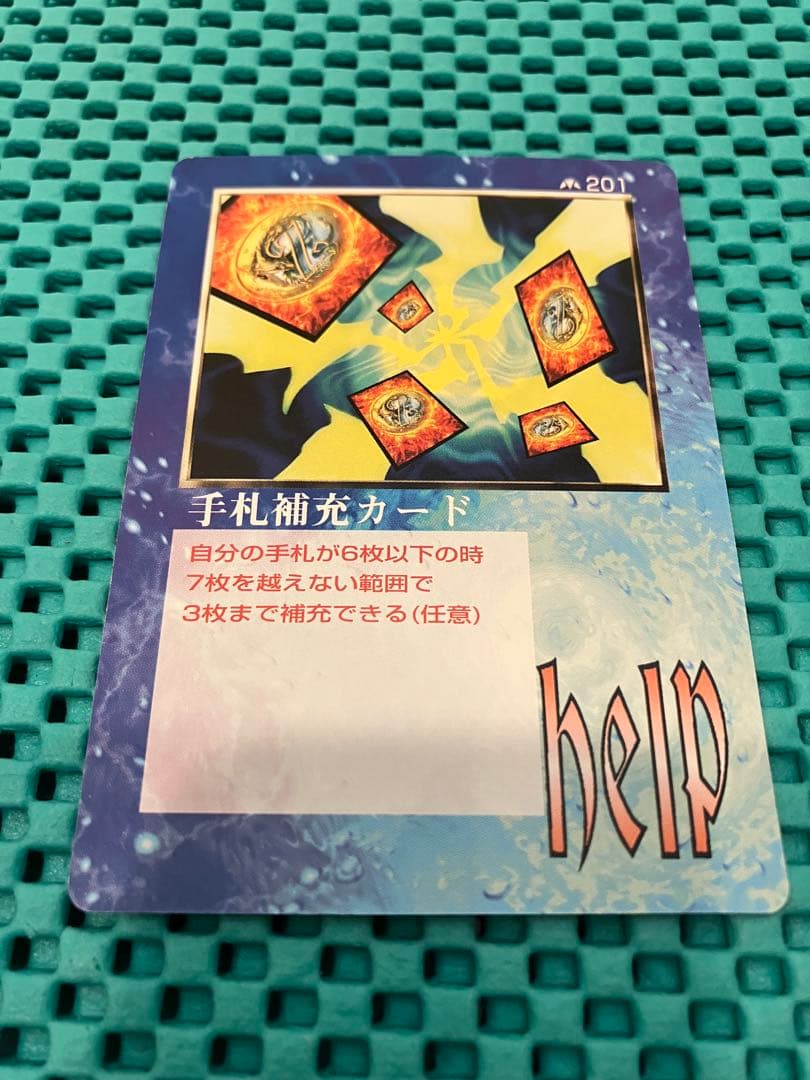 201
手札補充カード
自分の手札が6枚以下の時
7枚を越えない範囲で
3枚まで補充できる(任意)
help